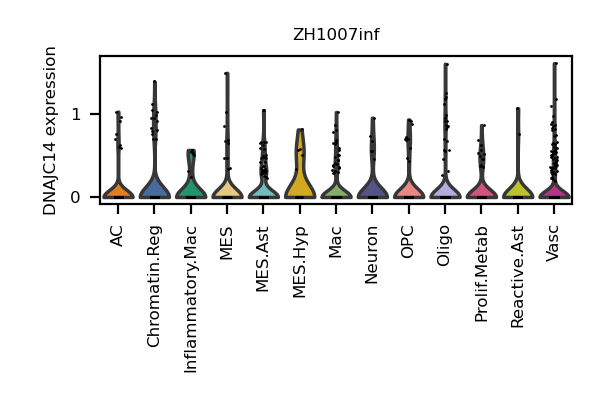 ZH1007inf
DNAJC14 expression
1
0
AC
Chromatin.Reg
Inflammatory.Mac
MES
MES.Ast
MES.Hyp
Mac
Neuron
OPC
Oligo
Prolif.Metab
Reactive.Ast
Vasc